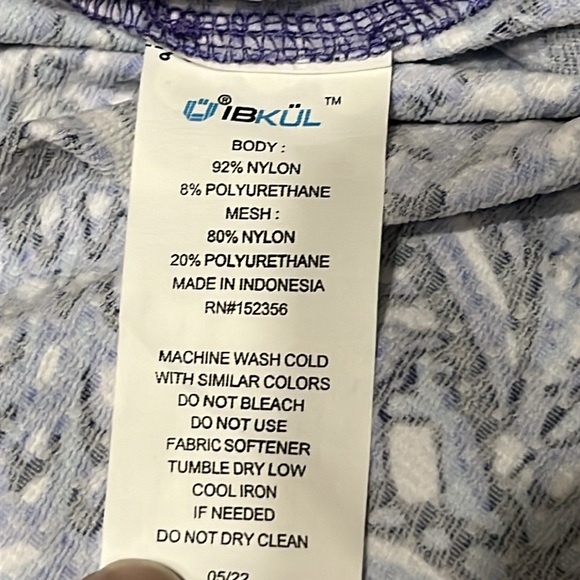 Ü® IBKÜL™
BODY :
92% NYLON
8% POLYURETHANE
MESH :
80% NYLON
20% POLYURETHANE
MADE IN INDONESIA
RN#152356
MACHINE WASH COLD
WITH SIMILAR COLORS
DO NOT BLEACH
DO NOT USE
FABRIC SOFTENER
TUMBLE DRY LOW
COOL IRON
IF NEEDED
DO NOT DRY CLEAN
05/22